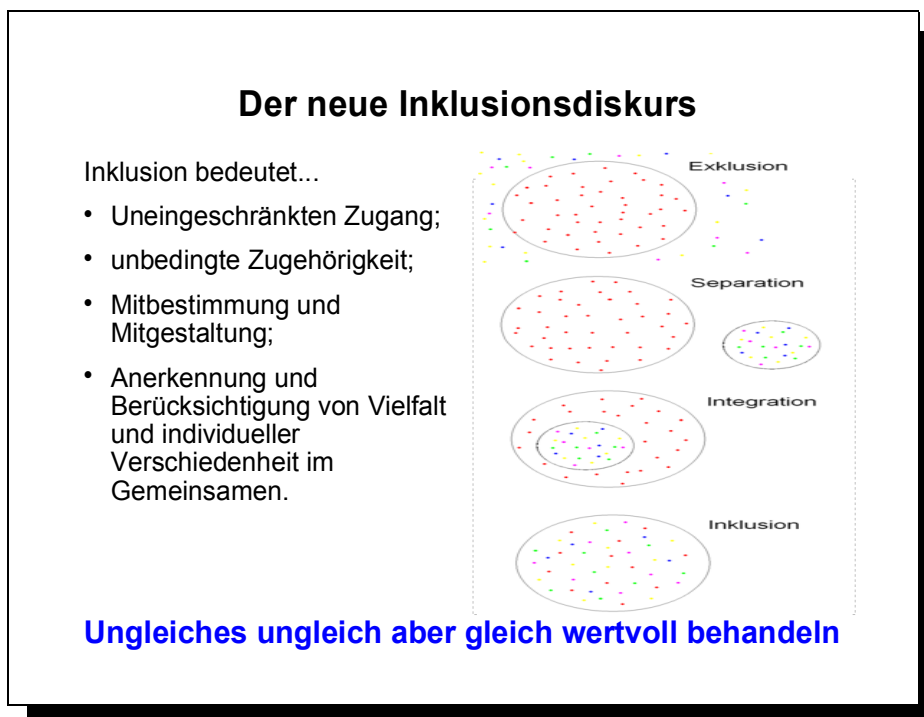 Der neue Inklusionsdiskurs
Inklusion bedeutet...
• Uneingeschränkten Zugang;
• unbedingte Zugehörigkeit;
• Mitbestimmung und
Mitgestaltung;
• Anerkennung und
Berücksichtigung von Vielfalt
und individueller
Verschiedenheit im
Gemeinsamen.
Exklusion
Separation
Integration
Inklusion
Ungleiches ungleich aber gleich wertvoll behandeln